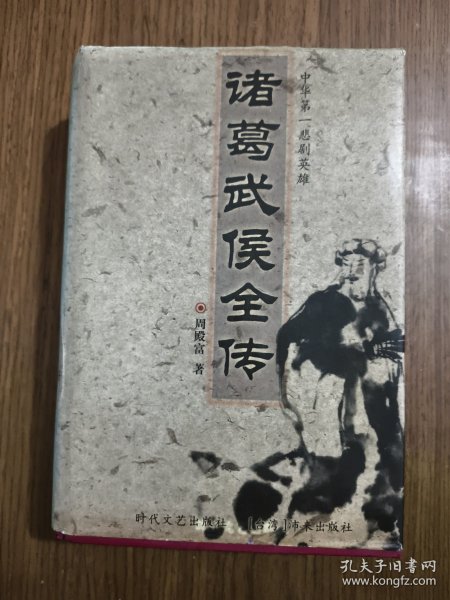 中华第一悲剧英雄
诸葛武侯全传
周殿富 著
时代文艺出版社 [台湾]沛来出版社
孔夫子旧书网
www.kongfz.com